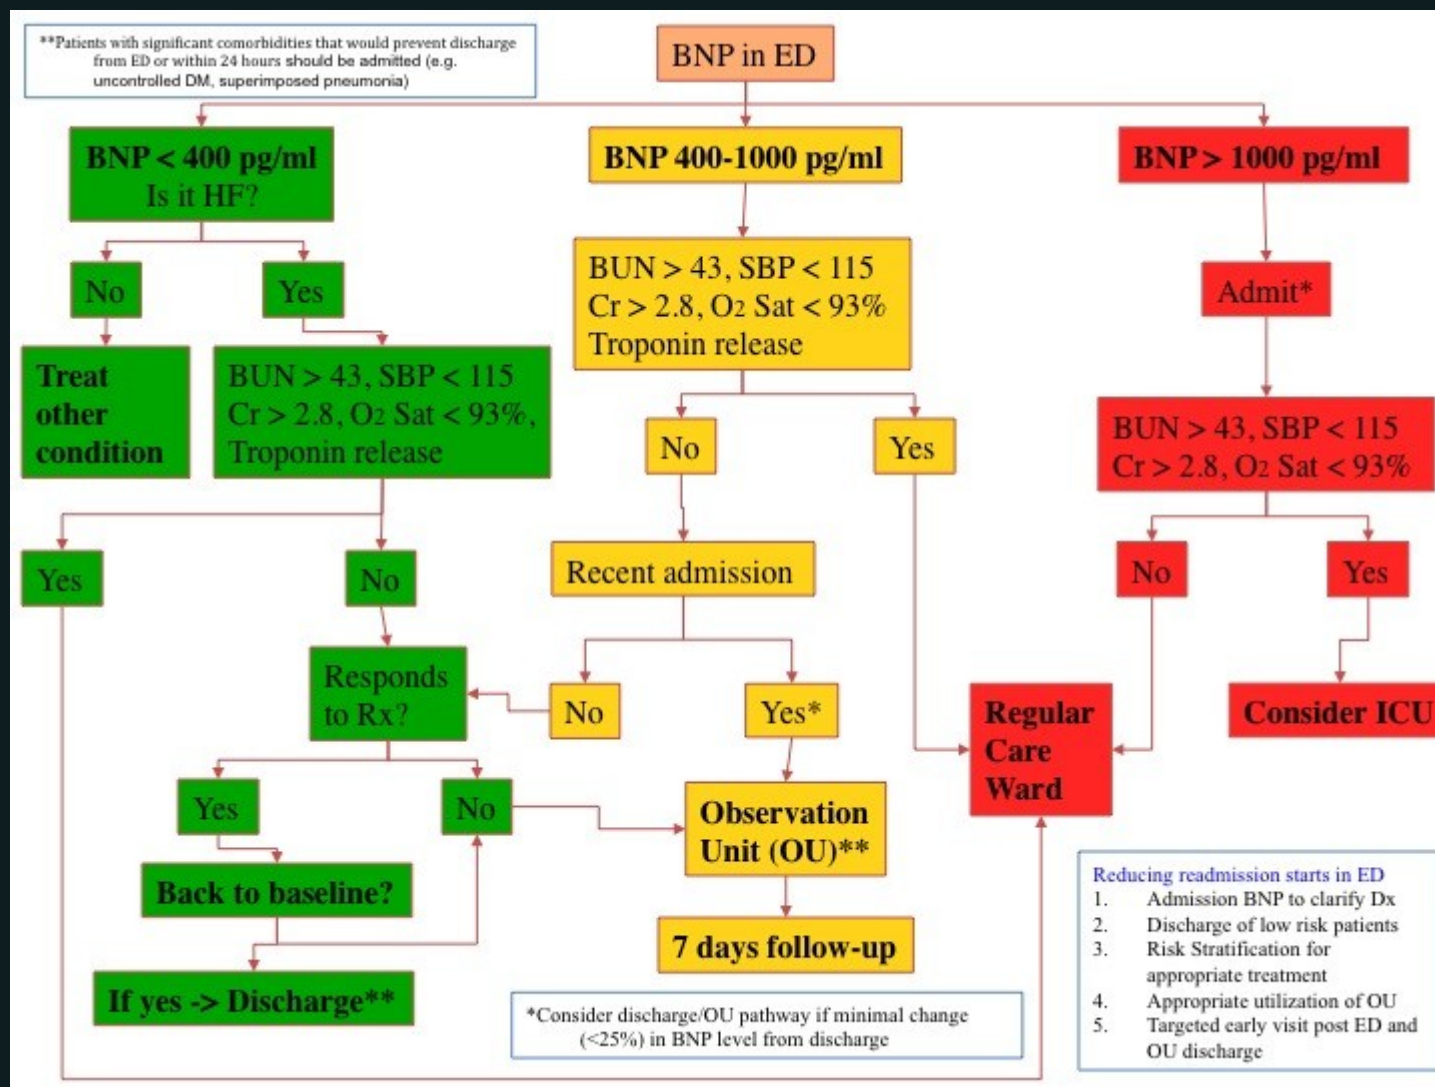 **Patients with significant comorbidities that would prevent discharge
from ED or within 24 hours should be admitted (e.g.
uncontrolled DM, superimposed pneumonia)
BNP in ED
BNP < 400 pg/ml
Is it HF?
BNP 400-1000 pg/ml
BNP > 1000 pg/ml
No
Yes
BUN > 43, SBP < 115
Cr > 2.8, O2 Sat < 93%
Troponin release
Admit*
Treat
other
condition
BUN > 43, SBP < 115
Cr > 2.8, O2 Sat < 93%,
Troponin release
No
Yes
BUN > 43, SBP < 115
Cr > 2.8, O2 Sat < 93%
Yes
No
Recent admission
No
Yes
Responds
to Rx?
No
Yes*
Regular
Care
Ward
Consider ICU
Yes
No
Observation
Unit (OU)**
Back to baseline?
7 days follow-up
If yes -> Discharge**
*Consider discharge/OU pathway if minimal change
(<25%) in BNP level from discharge
Reducing readmission starts in ED
1. Admission BNP to clarify Dx
2. Discharge of low risk patients
3. Risk Stratification for
appropriate treatment
4. Appropriate utilization of OU
5. Targeted early visit post ED and
OU discharge